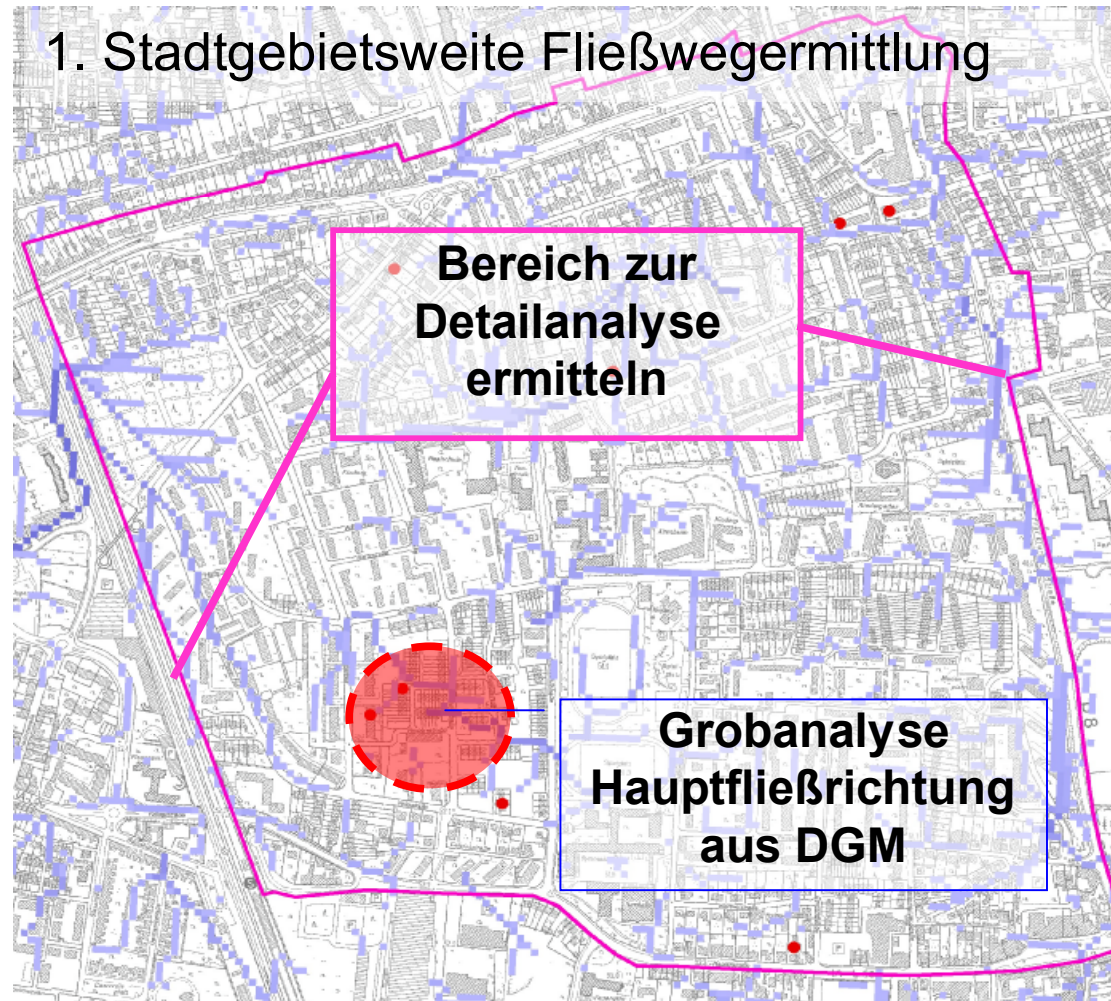 1. Stadtgebietsweite Fließwegermittlung
Bereich zur
Detailanalyse
ermitteln
Grobanalyse
Hauptfließrichtung
aus DGM